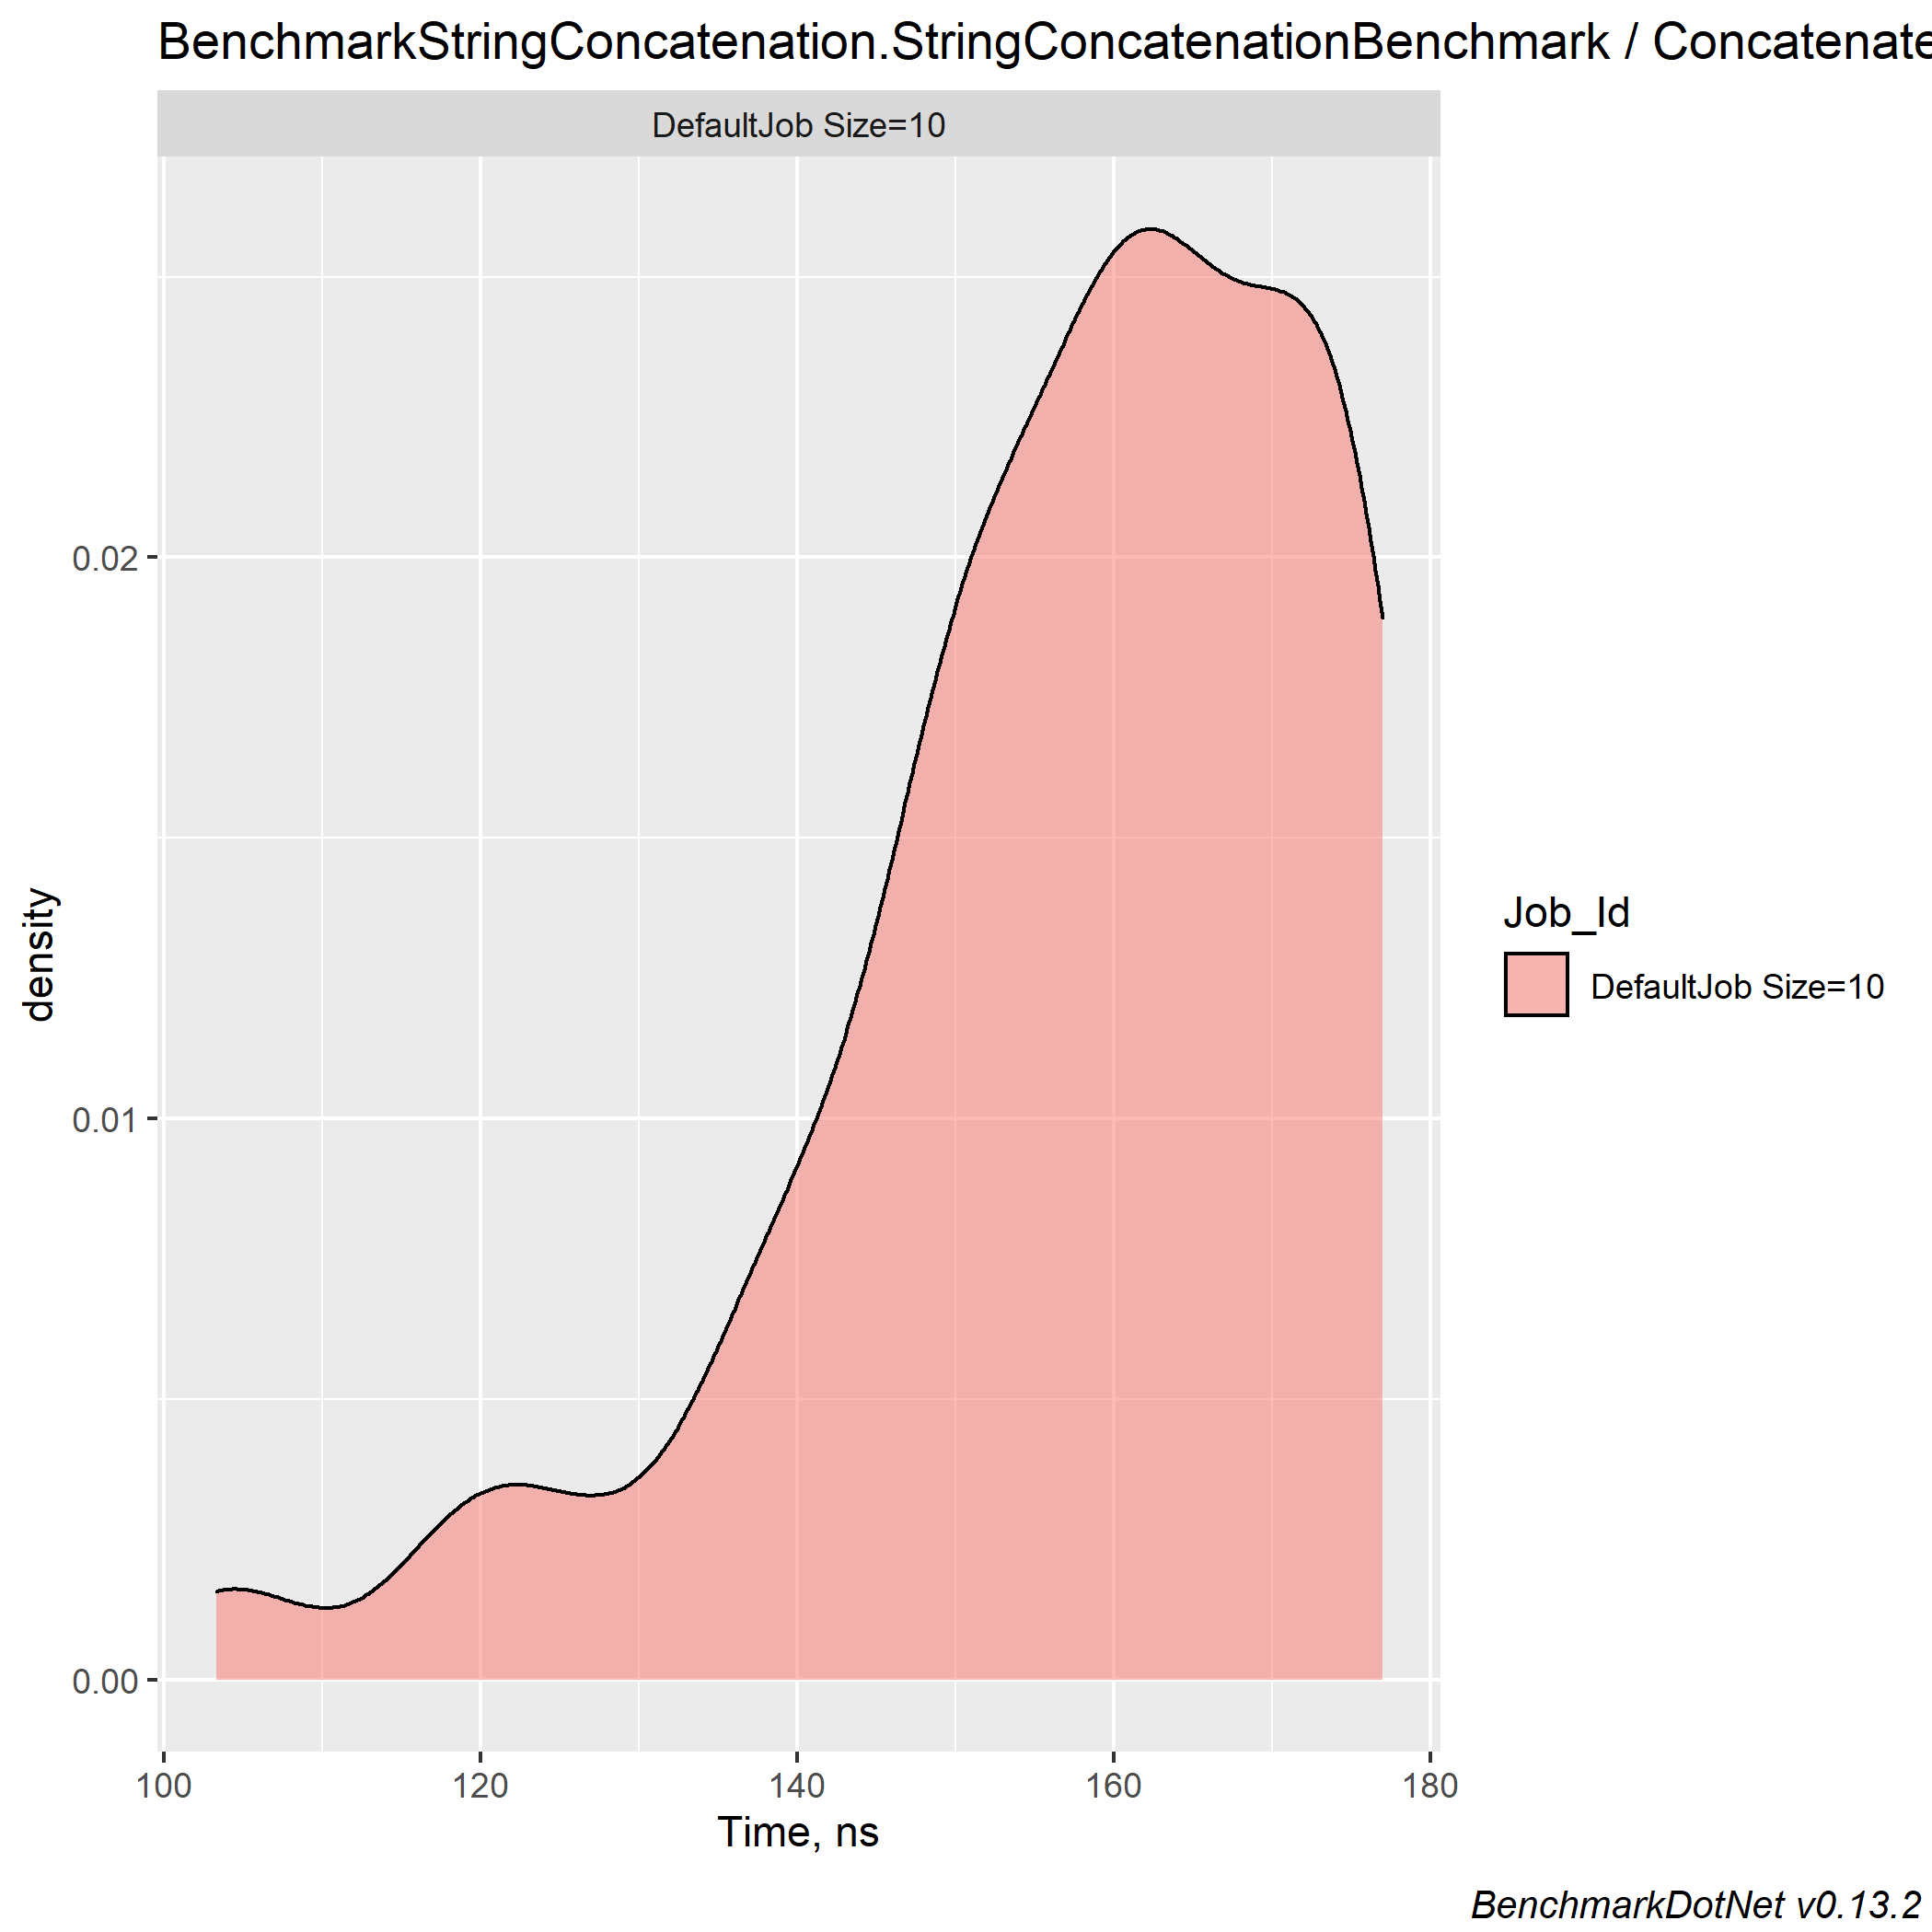 BenchmarkStringConcatenation.StringConcatenationBenchmark / Concatenate
DefaultJob Size=10
0.02
0.01
0.00
density
100 120 140 160 180
Time, ns
Job_Id
DefaultJob Size=10
BenchmarkDotNet v0.13.2